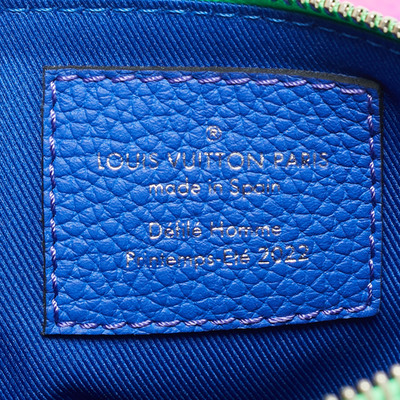 ®
LOUIS VUITTON PARIS
made in Spain
Défilé Homme
Printemps-Été 2022